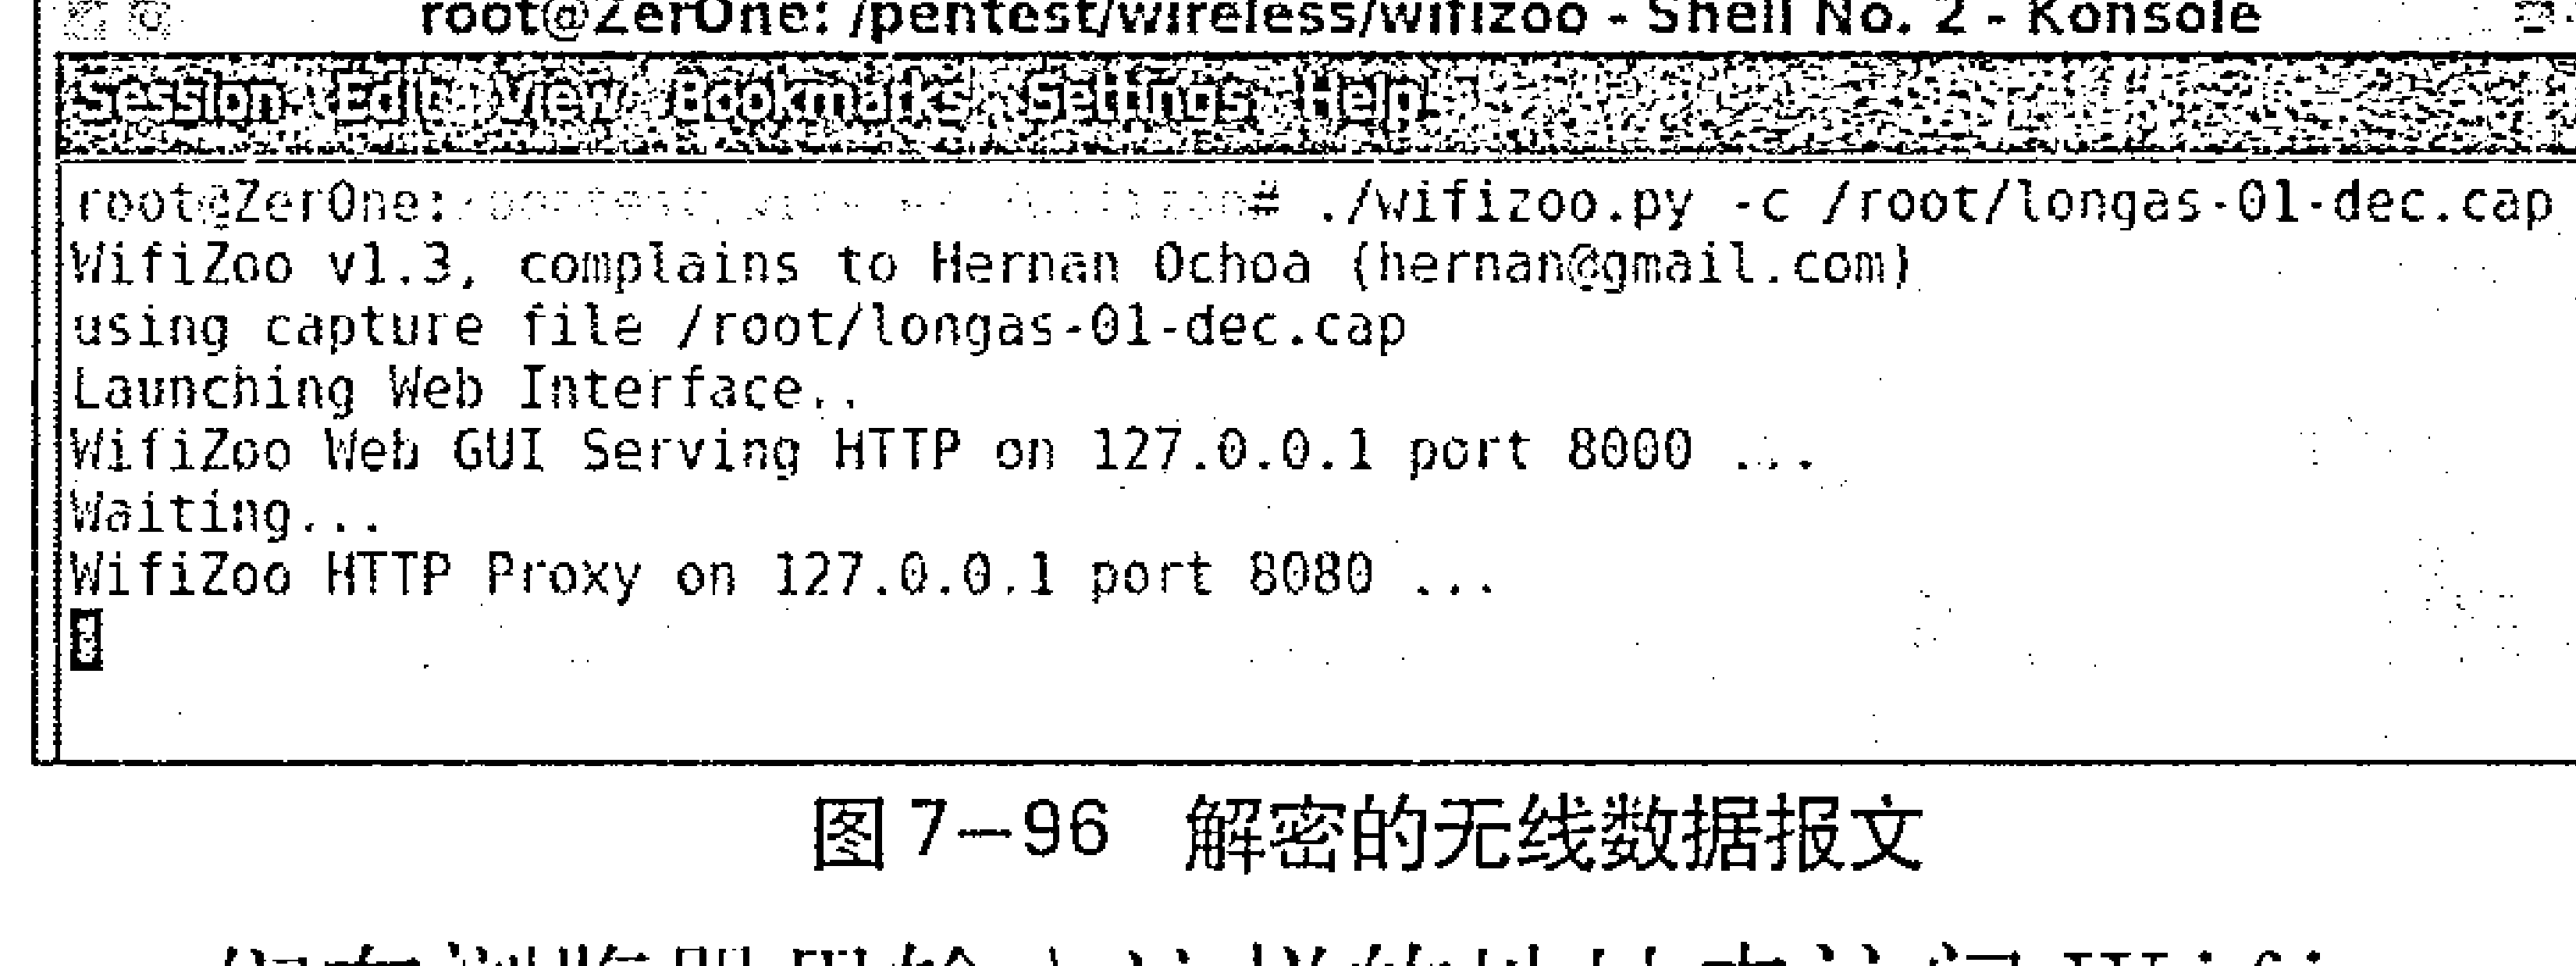 root@ZerOne: /pentest/wireless/wifizoo - Shell No. 2 - Konsole
Session Edit View Bookmarks Settings Help
root@ZerOne: # ./wifizoo.py -c /root/longas-01-dec.cap
WifiZoo v1.3, complains to Hernan Ochoa (hernan@gmail.com)
using capture file /root/longas-01-dec.cap
Launching Web Interface..
WifiZoo Web GUI Serving HTTP on 127.0.0.1 port 8000 ...
Waiting...
WifiZoo HTTP Proxy on 127.0.0.1 port 8080 ...
图 7-96 解密的无线数据报文